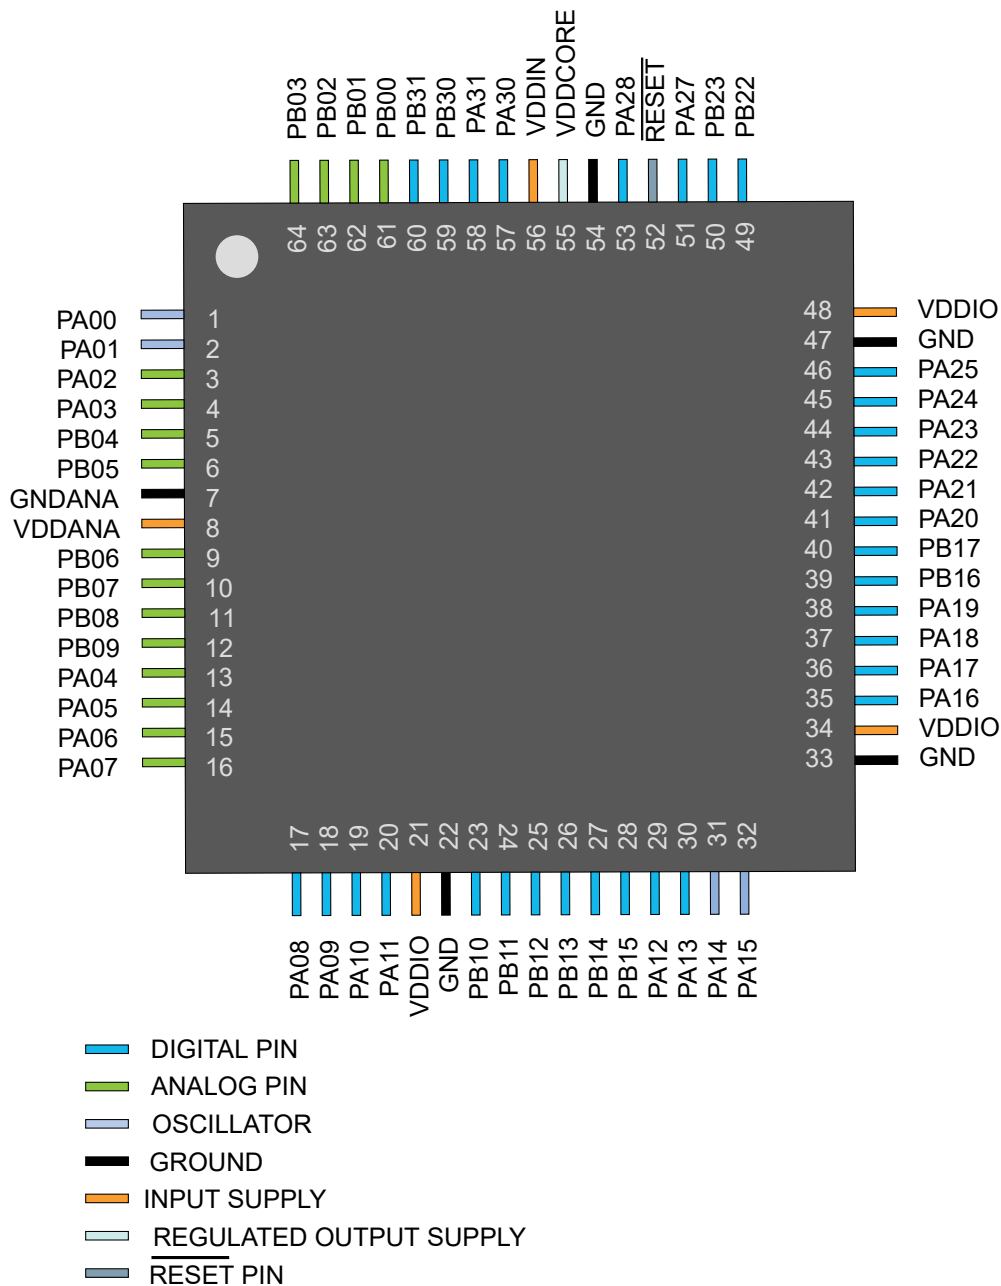 PB03
PB02
PB01
PB00
PB31
PB30
PA31
PA30
VDDIN
VDDCORE
GND
PA28
RESET
PA27
PB23
PB22
64
63
62
61
60
59
58
57
56
55
54
53
52
51
50
49
PA00 1
PA01 2
PA02 3
PA03 4
PB04 5
PB05 6
GNDANA 7
VDDANA 8
PB06 9
PB07 10
PB08 11
PB09 12
PA04 13
PA05 14
PA06 15
PA07 16
48 VDDIO
47 GND
46 PA25
45 PA24
44 PA23
43 PA22
42 PA21
41 PA20
40 PB17
39 PB16
38 PA19
37 PA18
36 PA17
35 PA16
34 VDDIO
33 GND
17
18
19
20
21
22
23
24
25
26
27
28
29
30
31
32
PA08
PA09
PA10
PA11
VDDIO
GND
PB10
PB11
PB12
PB13
PB14
PB15
PA12
PA13
PA14
PA15
DIGITAL PIN
ANALOG PIN
OSCILLATOR
GROUND
INPUT SUPPLY
REGULATED OUTPUT SUPPLY
RESET PIN